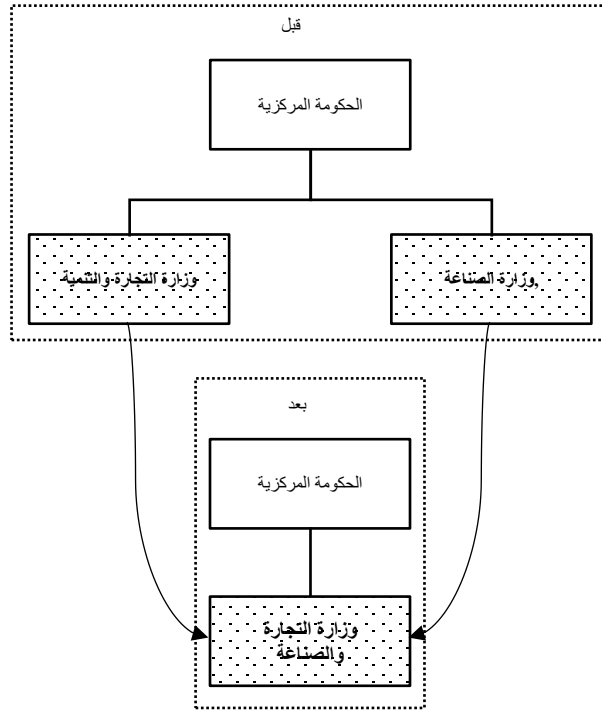 قبل
الحكومة المركزية
وزارة الصناعة
وزارة التجارة والتنمية
بعد
الحكومة المركزية
وزارة التجارة
والصناعة